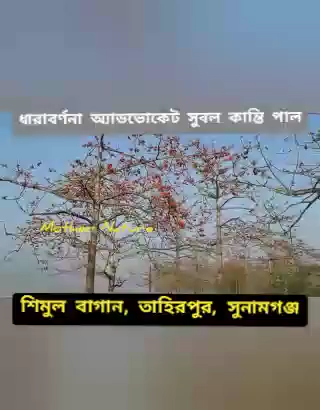 ধারাবর্ণনা অ্যাডভোকেট সুবল কান্তি পাল
Mother Nature
শিমুল বাগান, তাহিরপুর, সুনামগঞ্জ